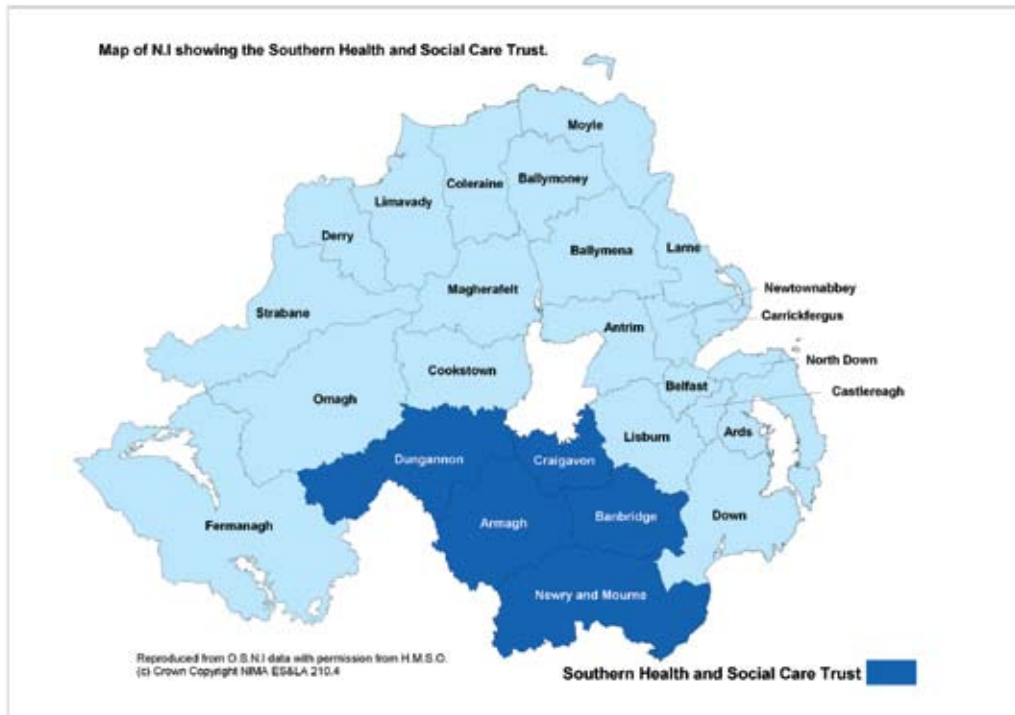 Map of N.I showing the Southern Health and Social Care Trust.
Moyle
Coleraine
Ballymoney
Limavady
Derry
Ballymena
Larne
Magherafelt
Newtownabbey
Strabane
Carrickfergus
Antrim
North Down
Cookstown
Belfast
Castlereagh
Omagh
Lisburn
Ards
Dungannon
Craigavon
Fermanagh
Armagh
Banbridge
Down
Newry and Mourne
Reproduced from O.S.N.I data with permission from H.M.S.O.
(c) Crown Copyright NIMA ES&LA 210.4
Southern Health and Social Care Trust